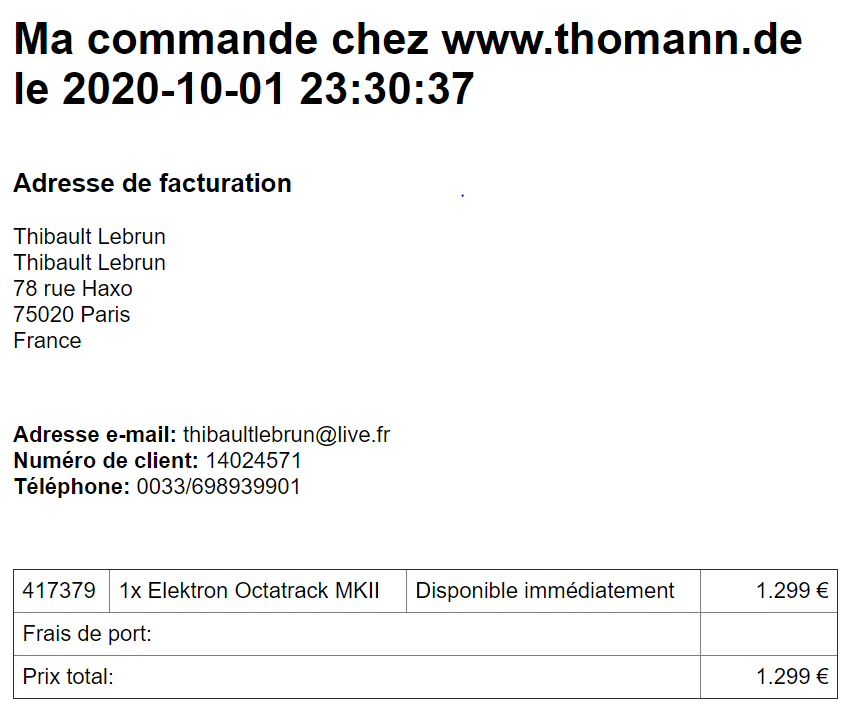 Ma commande chez www.thomann.de
le 2020-10-01 23:30:37
Adresse de facturation
Thibault Lebrun
Thibault Lebrun
78 rue Haxo
75020 Paris
France
Adresse e-mail: thibaultlebrun@live.fr
Numéro de client: 14024571
Téléphone: 0033/698939901
417379 1x Elektron Octatrack MKII Disponible immédiatement 1.299 €
Frais de port:
Prix total: 1.299 €